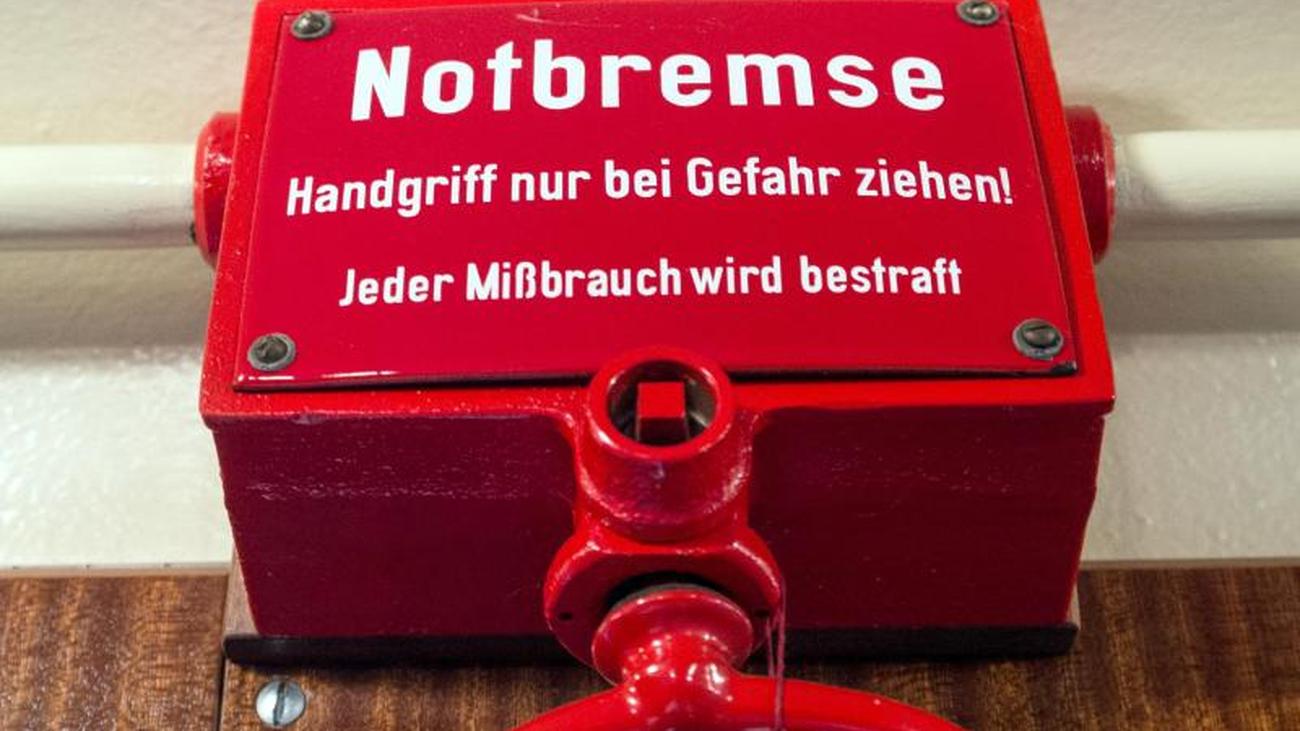 Notbremse
Handgriff nur bei Gefahr ziehen!
Jeder Mißbrauch wird bestraft